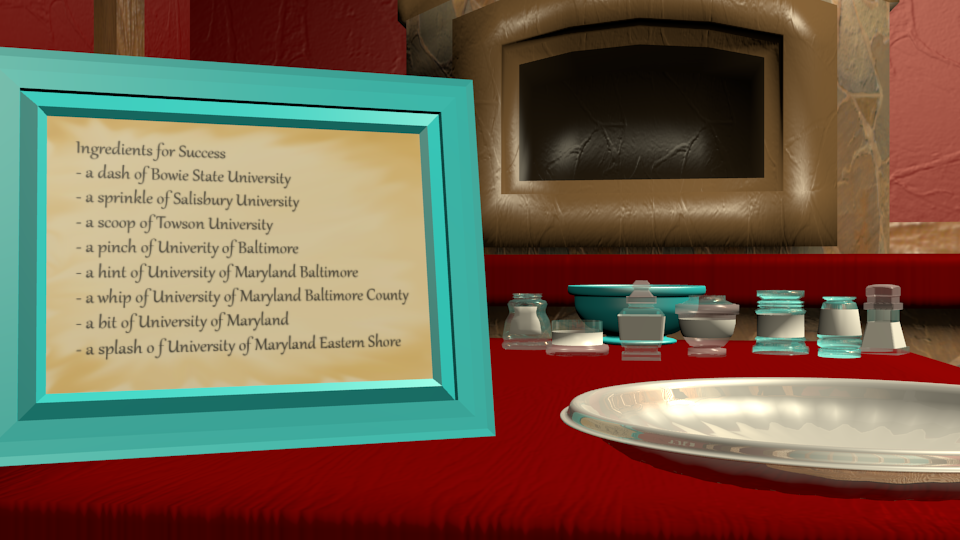 Ingredients for Success
- a dash of Bowie State University
- a sprinkle of Salisbury University
- a scoop of Towson University
- a pinch of Univerity of Baltimore
- a hint of University of Maryland Baltimore
- a whip of University of Maryland Baltimore County
- a bit of University of Maryland
- a splash o f University of Maryland Eastern Shore